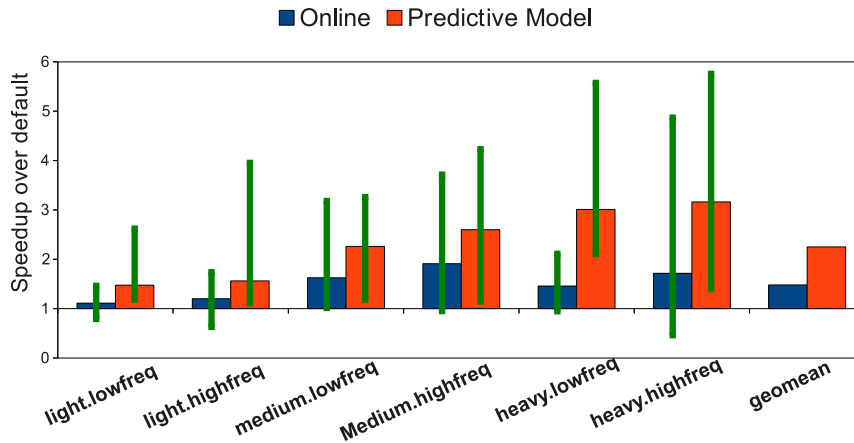 Online Predictive Model
Speedup over default
6
5
4
3
2
1
0
light.lowfreq
light.highfreq
medium.lowfreq
Medium.highfreq
heavy.lowfreq
heavy.highfreq
geomean